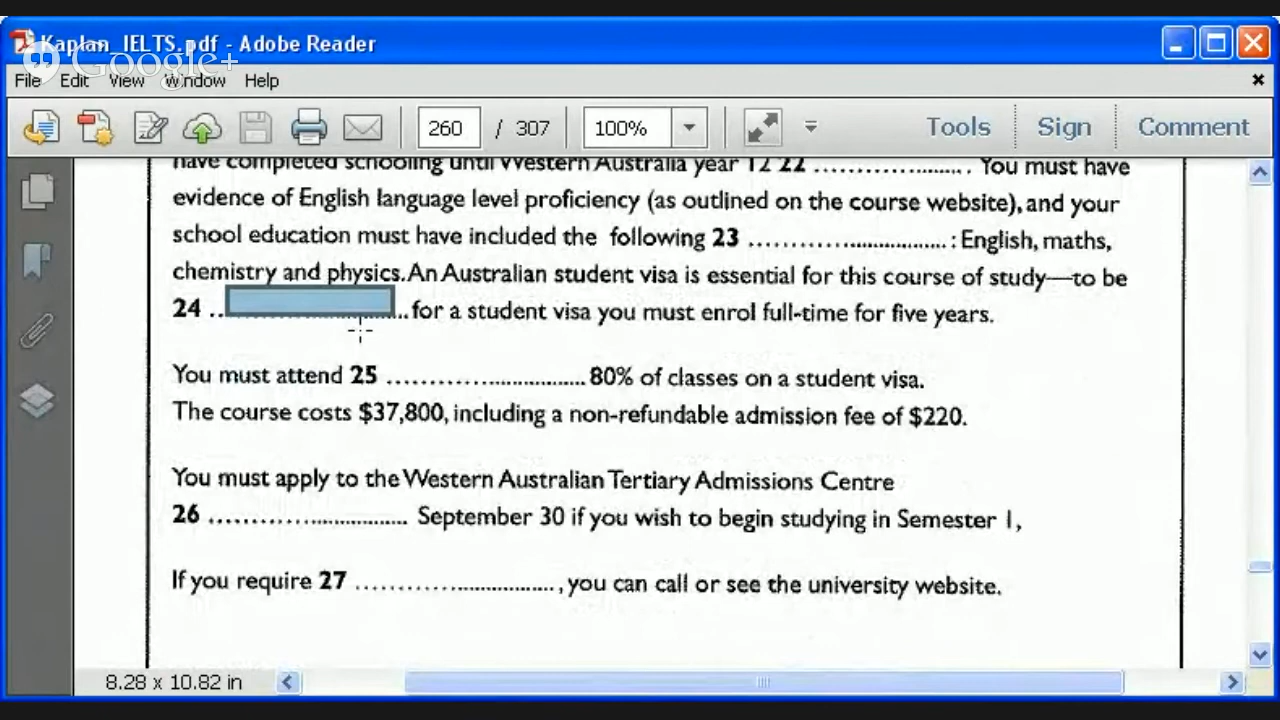 Kaplan_IELTS.pdf - Adobe Reader
Google+
File Edit View Window Help
260 / 307 100% Tools Sign Comment
have completed schooling until Western Australia year 12 22 ........................ . You must have
evidence of English language level proficiency (as outlined on the course website), and your
school education must have included the following 23 ............................ : English, maths,
chemistry and physics. An Australian student visa is essential for this course of study—to be
24 ............................ for a student visa you must enrol full-time for five years.
You must attend 25 ............................ 80% of classes on a student visa.
The course costs $37,800, including a non-refundable admission fee of $220.
You must apply to the Western Australian Tertiary Admissions Centre
26 ............................ September 30 if you wish to begin studying in Semester 1,
If you require 27 ............................ , you can call or see the university website.
8.28 x 10.82 in